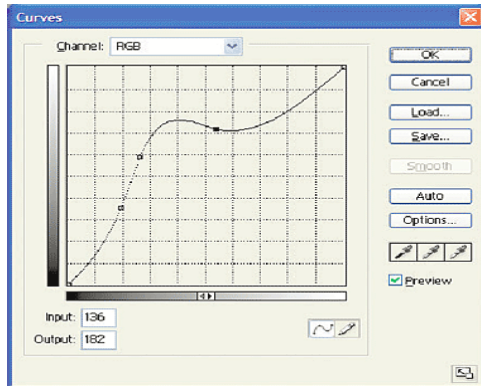 Curves
Channel: RGB
OK
Cancel
Load...
Save...
Smooth
Auto
Options...
Preview
Input: 136
Output: 182